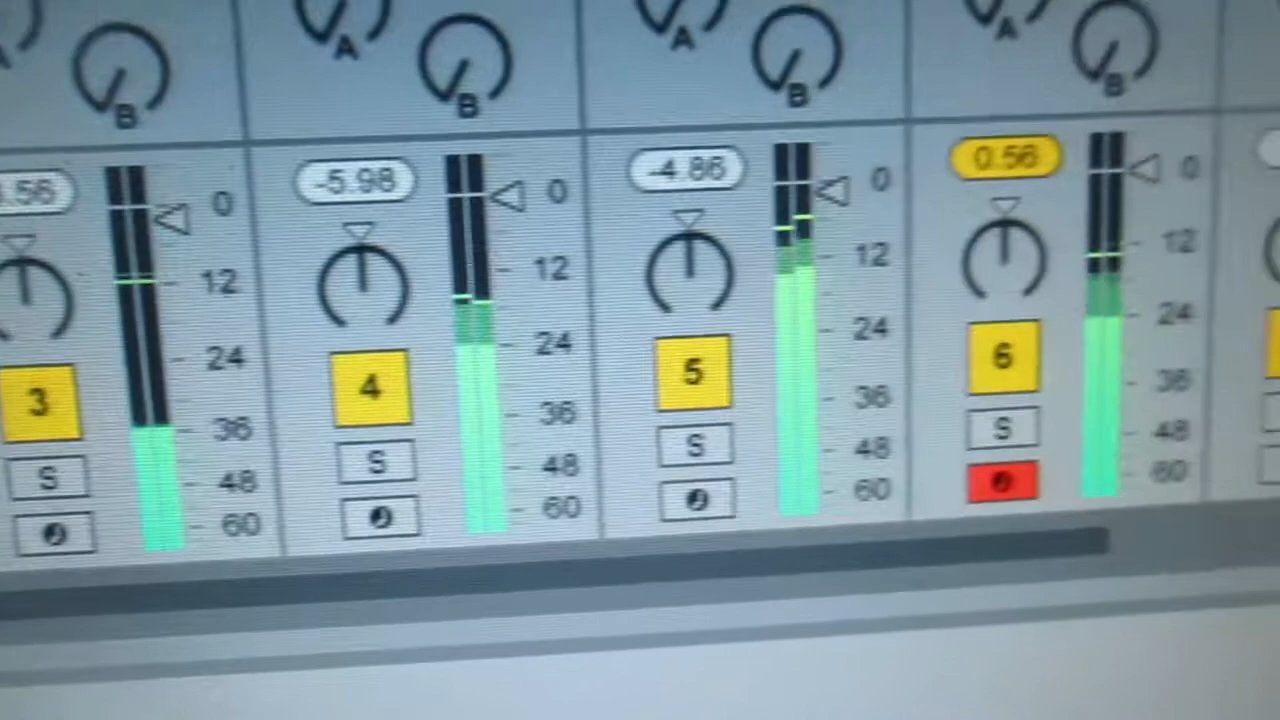 A A A
B B B B
.56 -5.98 -4.86 0.56
0 0 0 0
12 12 12 12
24 24 24 24
36 36 36 36
48 48 48 48
60 60 60 60
3 4 5 6
S S S S